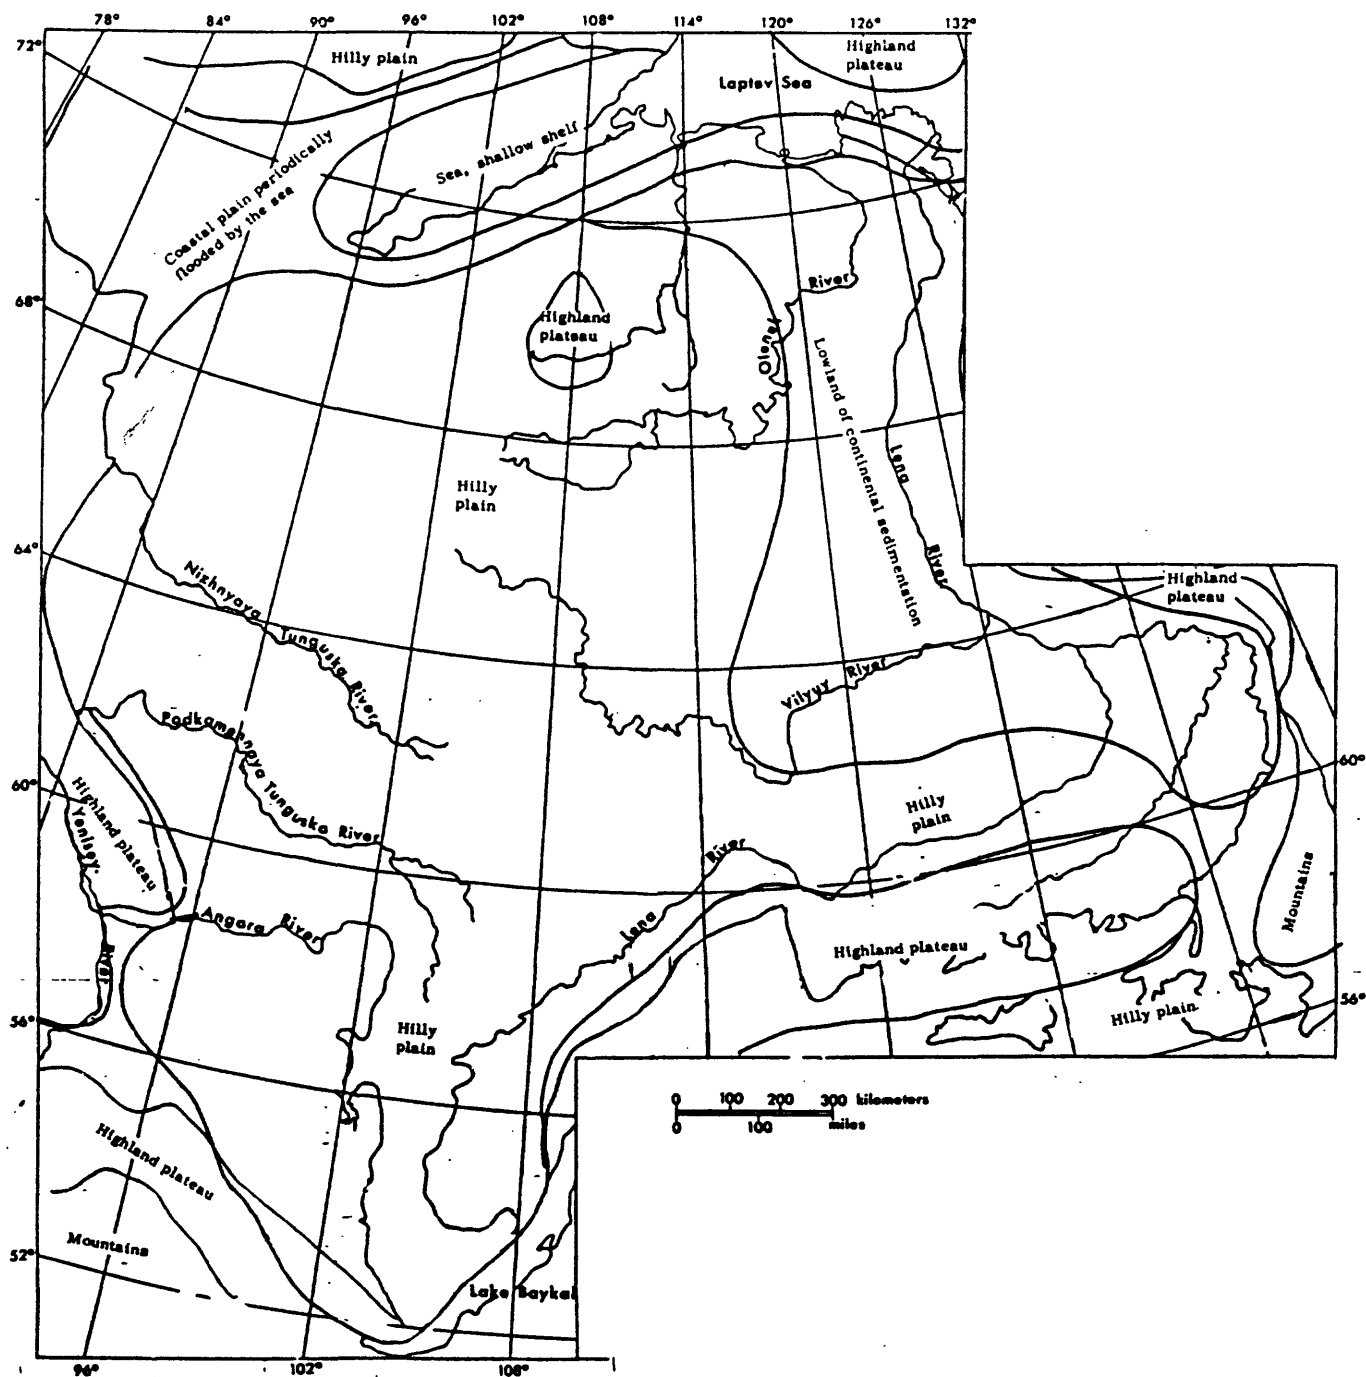 78° 84° 90° 96° 102° 108° 114° 120° 126° 132°
72°
Hilly plain
Highland
plateau
Laptev Sea
Sea, shallow shelf
Coastal plain periodically
flooded by the sea
68°
Highland
plateau
River
Olenek
Lowland of continental sedimentation
Lena
River
Hilly
plain
64°
Nizhnyaya Tunguska River
Highland
plateau
Vilyuy River
Podkamennaya Tunguska River
60°
60°
Highland plateau
Yenisey
River
Hilly
plain
Lena River
Mountains
Angara River
Highland plateau
56°
56°
Hilly
plain
Hilly plain
0 100 200 300 kilometers
0 100 miles
Highland plateau
Mountains
52°
Lake Baykal
96° 102° 108°